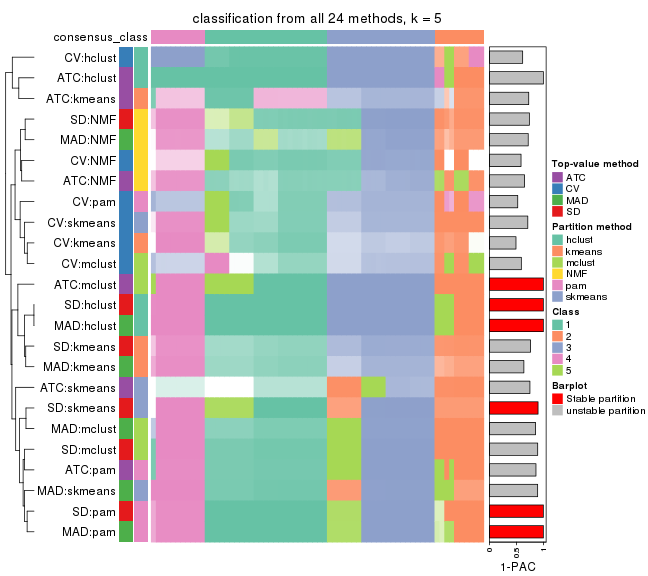 classification from all 24 methods, k = 5
consensus_class
CV:hclust
ATC:hclust
ATC:kmeans
SD:NMF
MAD:NMF
CV:NMF
ATC:NMF
CV:pam
CV:skmeans
CV:kmeans
CV:mclust
ATC:mclust
SD:hclust
MAD:hclust
SD:kmeans
MAD:kmeans
ATC:skmeans
SD:skmeans
MAD:mclust
SD:mclust
ATC:pam
MAD:skmeans
SD:pam
MAD:pam
0
0.5
1
1-PAC
Top-value method
ATC
CV
MAD
SD
Partition method
hclust
kmeans
mclust
NMF
pam
skmeans
Class
1
2
3
4
5
Barplot
Stable partition
unstable partition